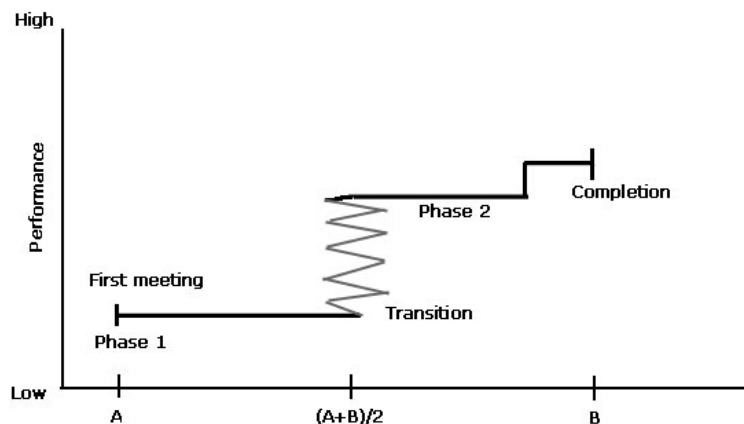 High
Performance
Completion
Phase 2
First meeting
Transition
Phase 1
Low
A
(A+B)/2
B